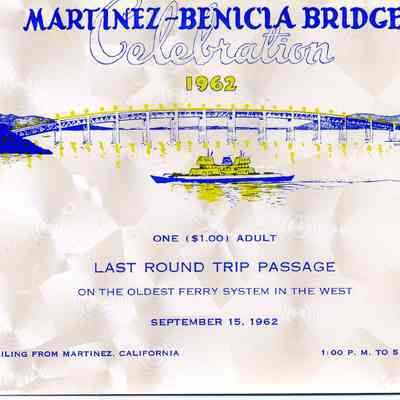 MARTINEZ-BENICIA BRIDGE
Celebration
1962
ONE ($1.00) ADULT
LAST ROUND TRIP PASSAGE
ON THE OLDEST FERRY SYSTEM IN THE WEST
SEPTEMBER 15, 1962
ILING FROM MARTINEZ, CALIFORNIA 1:00 P. M. TO 5